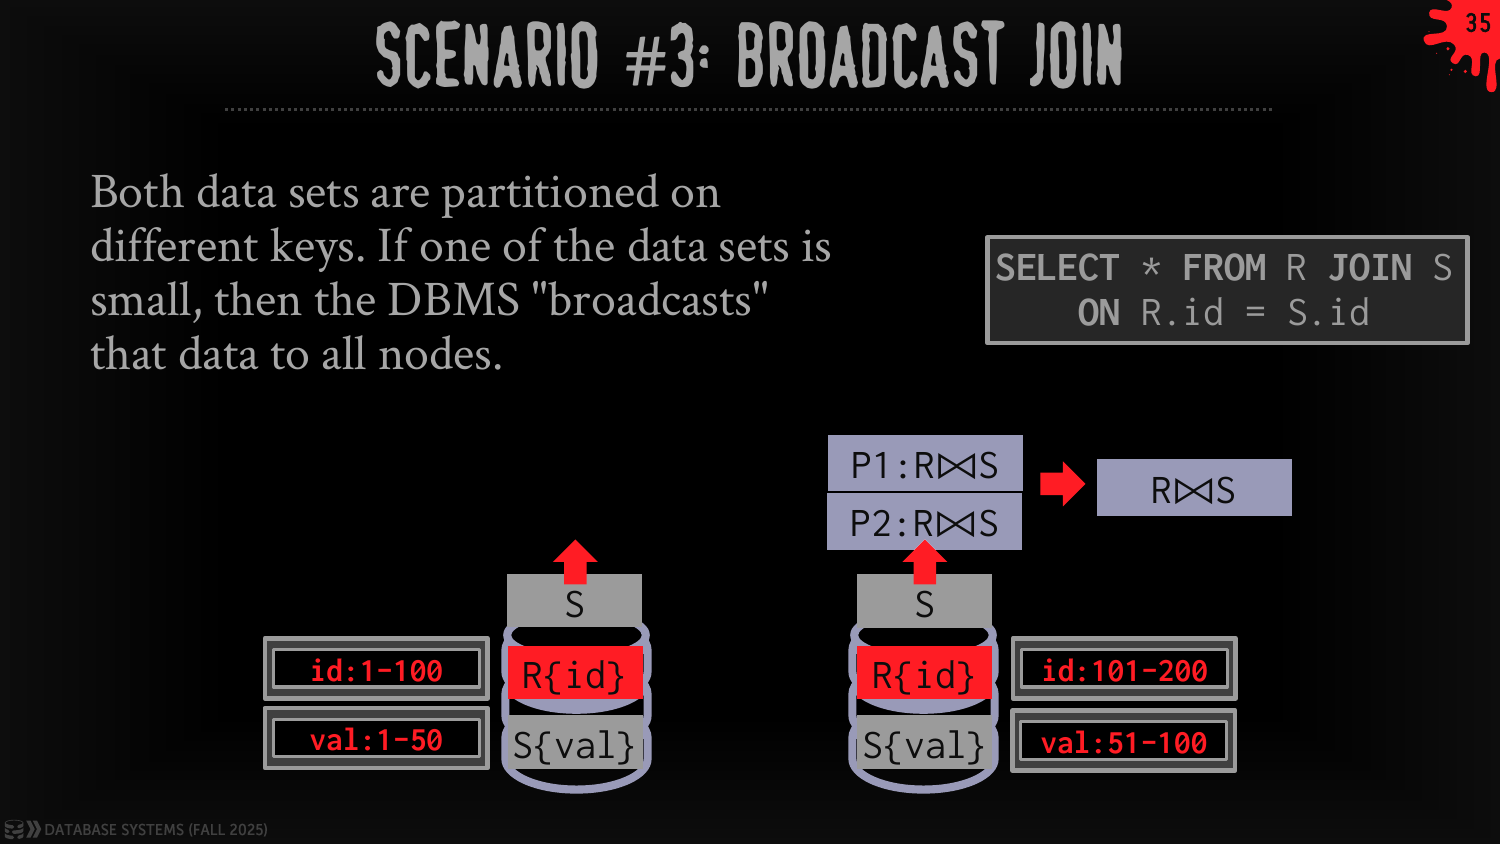 SCENARIO #3: BROADCAST JOIN
35
Both data sets are partitioned on
different keys. If one of the data sets is
small, then the DBMS "broadcasts"
that data to all nodes.
SELECT * FROM R JOIN S
ON R.id = S.id
P1:R⋈S
P2:R⋈S
R⋈S
S
S
id:1-100
R{id}
R{id}
id:101-200
val:1-50
S{val}
S{val}
val:51-100
DATABASE SYSTEMS (FALL 2025)